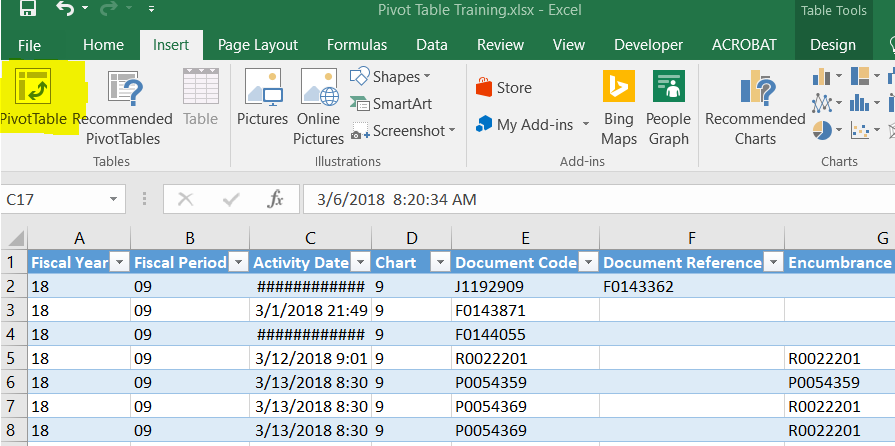 Pivot Table Training.xlsx - Excel
Table Tools
File Home Insert Page Layout Formulas Data Review View Developer ACROBAT Design
PivotTable Recommended PivotTables Table
Pictures Online Pictures
Shapes
SmartArt
Screenshot
Store
My Add-ins
Bing Maps People Graph
Recommended Charts
Tables Illustrations Add-ins Charts
C17 fx 3/6/2018 8:20:34 AM
A B C D E F G
1 Fiscal Year Fiscal Period Activity Date Chart Document Code Document Reference Encumbrance
2 18 09 ############ 9 J1192909 F0143362
3 18 09 3/1/2018 21:49 9 F0143871
4 18 09 ############ 9 F0144055
5 18 09 3/12/2018 9:01 9 R0022201 R0022201
6 18 09 3/13/2018 8:30 9 P0054359 P0054359
7 18 09 3/13/2018 8:30 9 P0054369 R0022201
8 18 09 3/13/2018 8:30 9 P0054369 R0022201